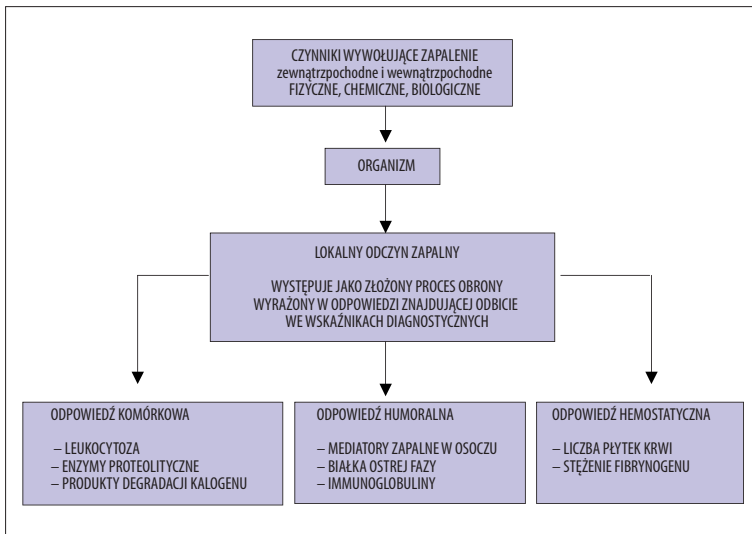 CZYNNIKI WYWOŁUJĄCE ZAPALENIE
zewnątrzpochodne i wewnątrzpochodne
FIZYCZNE, CHEMICZNE, BIOLOGICZNE
ORGANIZM
LOKALNY ODCZYN ZAPALNY
WYSTĘPUJE JAKO ZŁOŻONY PROCES OBRONY
WYRAŻONY W ODPOWIEDZI ZNAJDUJĄCEJ ODBICIE
WE WSKAŹNIKACH DIAGNOSTYCZNYCH
ODPOWIEDŹ KOMÓRKOWA
– LEUKOCYTOZA
– ENZYMY PROTEOLITYCZNE
– PRODUKTY DEGRADACJI KALOGENU
ODPOWIEDŹ HUMORALNA
– MEDIATORY ZAPALNE W OSOCZU
– BIAŁKA OSTREJ FAZY
– IMMUNOGLOBULINY
ODPOWIEDŹ HEMOSTATYCZNA
– LICZBA PŁYTEK KRWI
– STĘŻENIE FIBRYNOGENU